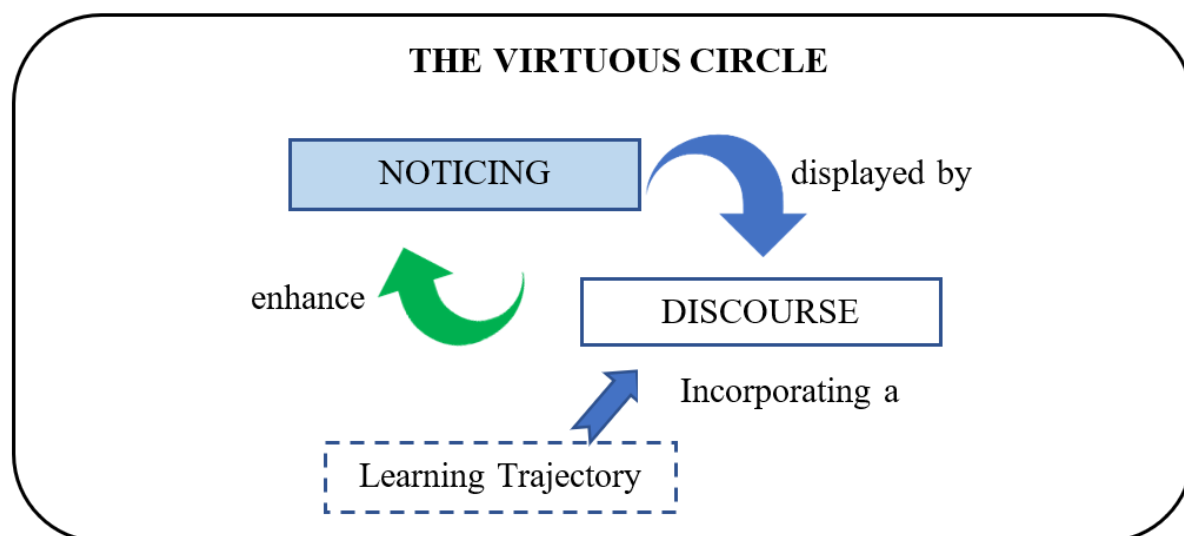 THE VIRTUOUS CIRCLE
NOTICING
displayed by
enhance
DISCOURSE
Incorporating a
Learning Trajectory